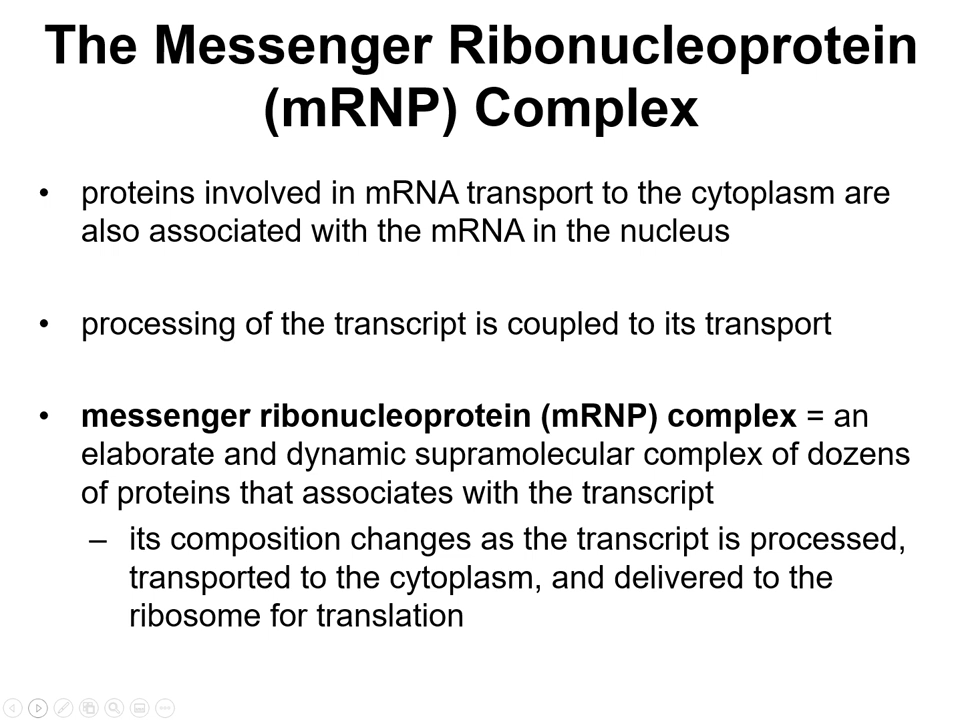 The Messenger Ribonucleoprotein
(mRNP) Complex
• proteins involved in mRNA transport to the cytoplasm are
also associated with the mRNA in the nucleus
• processing of the transcript is coupled to its transport
• messenger ribonucleoprotein (mRNP) complex = an
elaborate and dynamic supramolecular complex of dozens
of proteins that associates with the transcript
– its composition changes as the transcript is processed,
transported to the cytoplasm, and delivered to the
ribosome for translation